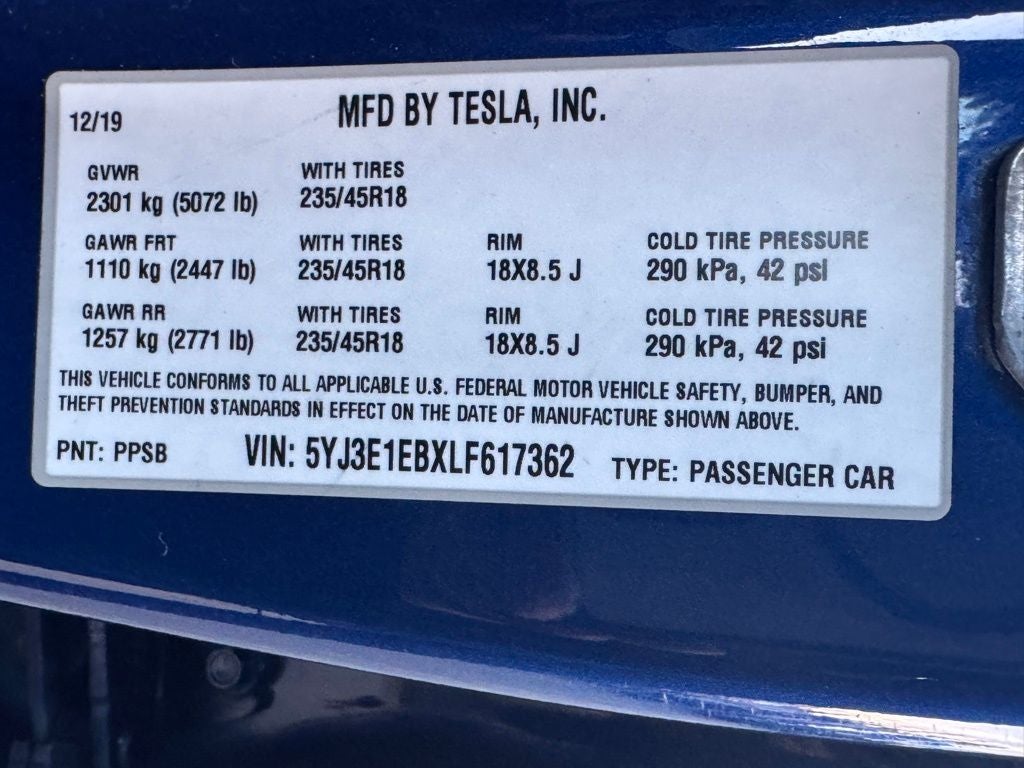 12/19 MFD BY TESLA, INC.
GVWR WITH TIRES
2301 kg (5072 lb) 235/45R18
GAWR FRT WITH TIRES RIM COLD TIRE PRESSURE
1110 kg (2447 lb) 235/45R18 18X8.5 J 290 kPa, 42 psi
GAWR RR WITH TIRES RIM COLD TIRE PRESSURE
1257 kg (2771 lb) 235/45R18 18X8.5 J 290 kPa, 42 psi
THIS VEHICLE CONFORMS TO ALL APPLICABLE U.S. FEDERAL MOTOR VEHICLE SAFETY, BUMPER, AND
THEFT PREVENTION STANDARDS IN EFFECT ON THE DATE OF MANUFACTURE SHOWN ABOVE.
PNT: PPSB VIN: 5YJ3E1EBXLF617362 TYPE: PASSENGER CAR